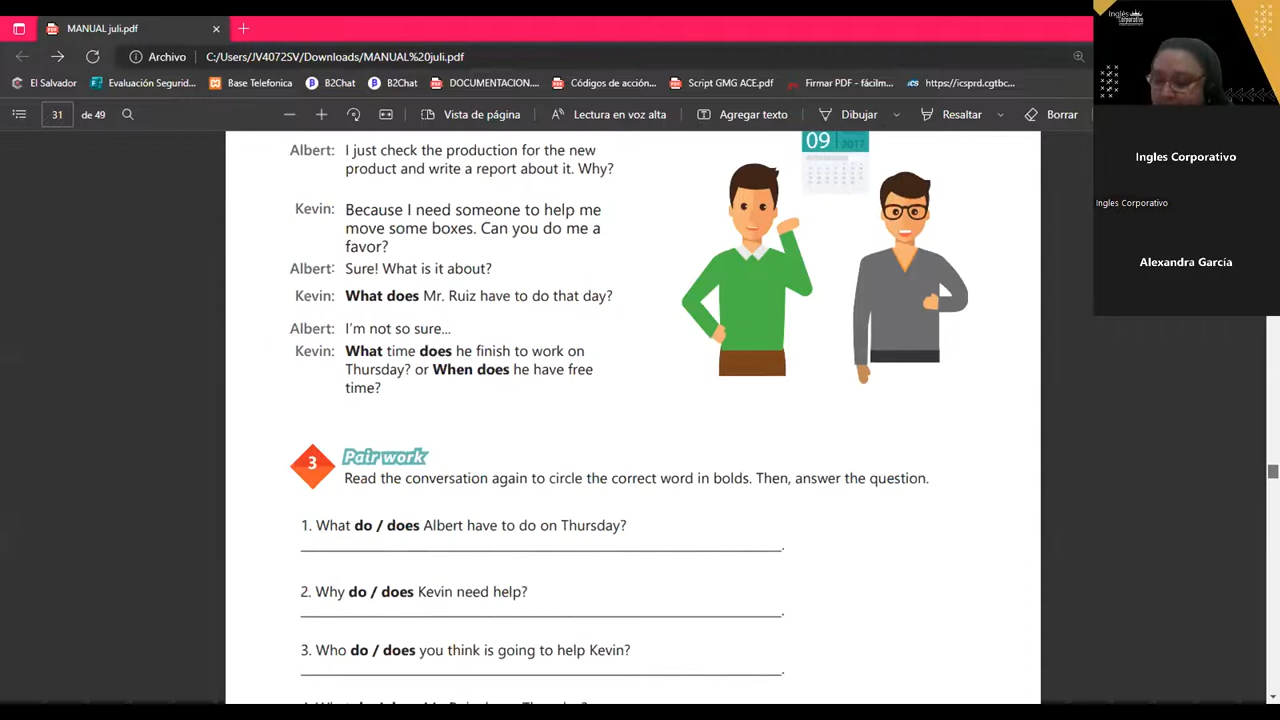 MANUAL juli.pdf
Archivo
C:/Users/JV4072SV/Downloads/MANUAL%20juli.pdf
El Salvador
Evaluación Segurid...
Base Telefonica
B2Chat
B2Chat
DOCUMENTACION....
Códigos de acción...
Script GMG ACE.pdf
Firmar PDF - fácilm...
https://icsprd.cgtbc...
31 de 49
Vista de página
Lectura en voz alta
Agregar texto
Dibujar
Resaltar
Borrar
Albert: I just check the production for the new
product and write a report about it. Why?
Kevin: Because I need someone to help me
move some boxes. Can you do me a
favor?
Albert: Sure! What is it about?
Kevin: What does Mr. Ruiz have to do that day?
Albert: I'm not so sure...
Kevin: What time does he finish to work on
Thursday? or When does he have free
time?
09 2017
3 Pair work
Read the conversation again to circle the correct word in bolds. Then, answer the question.
1. What do / does Albert have to do on Thursday?
2. Why do / does Kevin need help?
3. Who do / does you think is going to help Kevin?
Inglés
Corporativo
Ingles Corporativo
Ingles Corporativo
Alexandra García